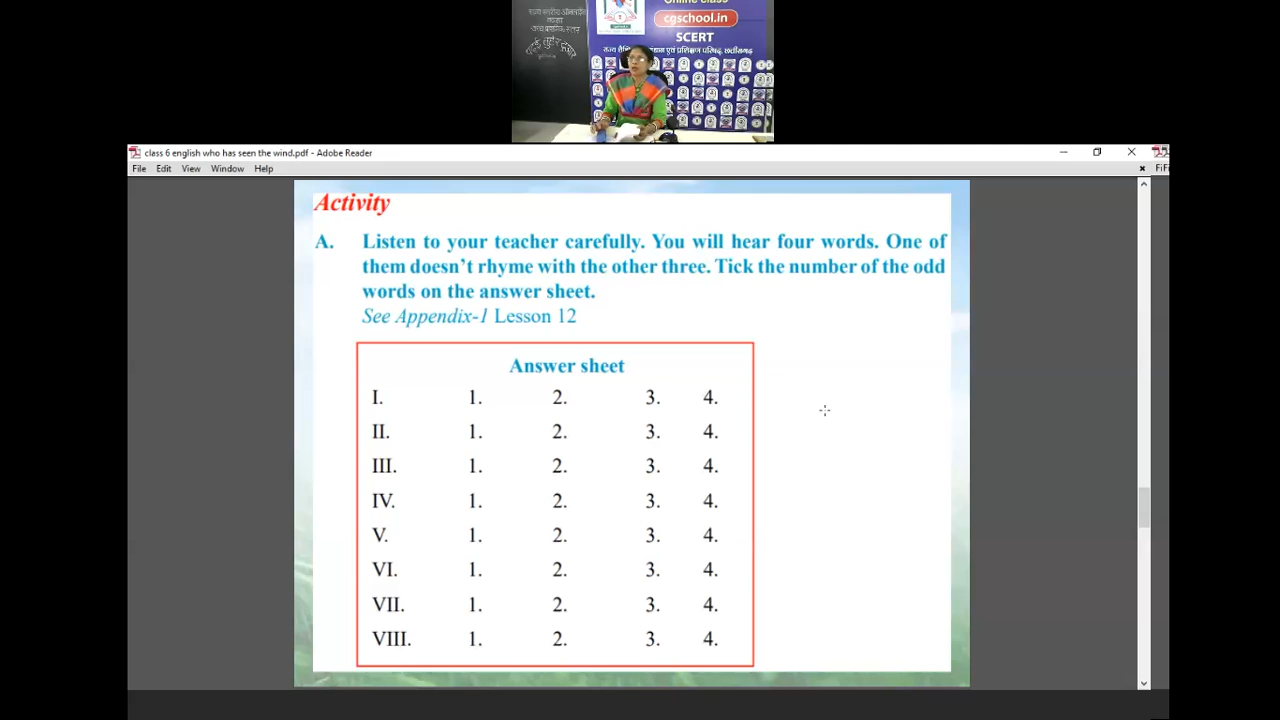 Online class
cgschool.in
SCERT
class 6 english who has seen the wind.pdf - Adobe Reader
File Edit View Window Help
Activity
A. Listen to your teacher carefully. You will hear four words. One of
them doesn't rhyme with the other three. Tick the number of the odd
words on the answer sheet.
See Appendix-1 Lesson 12
Answer sheet
I. 1. 2. 3. 4.
II. 1. 2. 3. 4.
III. 1. 2. 3. 4.
IV. 1. 2. 3. 4.
V. 1. 2. 3. 4.
VI. 1. 2. 3. 4.
VII. 1. 2. 3. 4.
VIII. 1. 2. 3. 4.